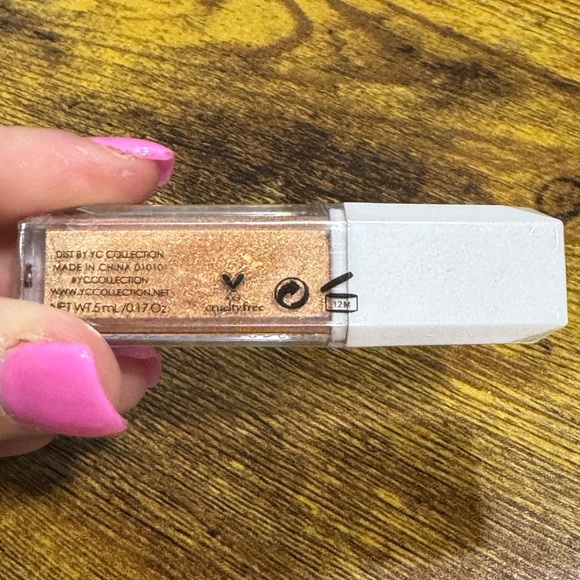 DIST BY YC COLLECTION
MADE IN CHINA 01010
#YCCOLLECTION
WWW.YCCOLLECTION.NET
NET WT. 5 mL/0.17 Oz
cruelty free
12M